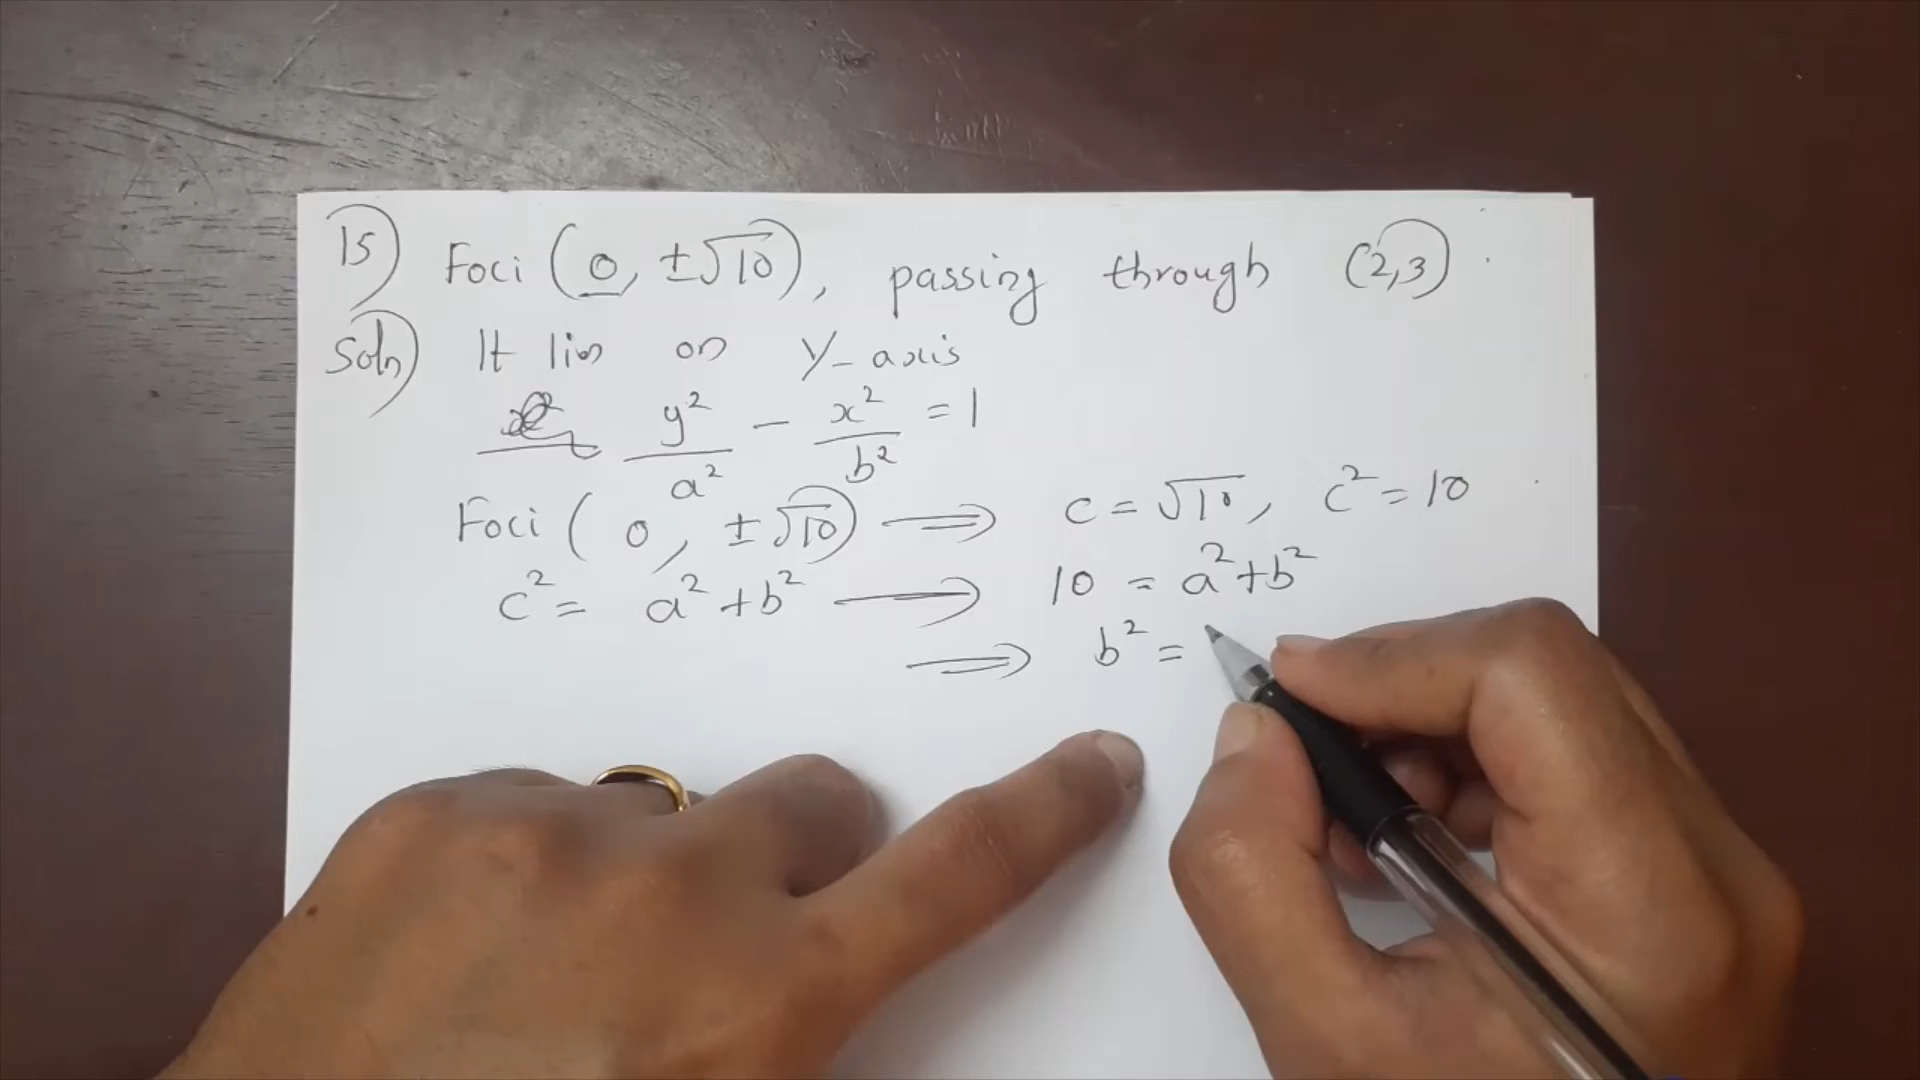 15) Foci (0, ±√10), passing through (2,3).
Soln) It lies on Y-axis
y²/a² - x²/b² = 1
Foci (0, ±√10) ⟹ c = √10, c² = 10
c² = a² + b² ⟶ 10 = a² + b²
⟹ b² =